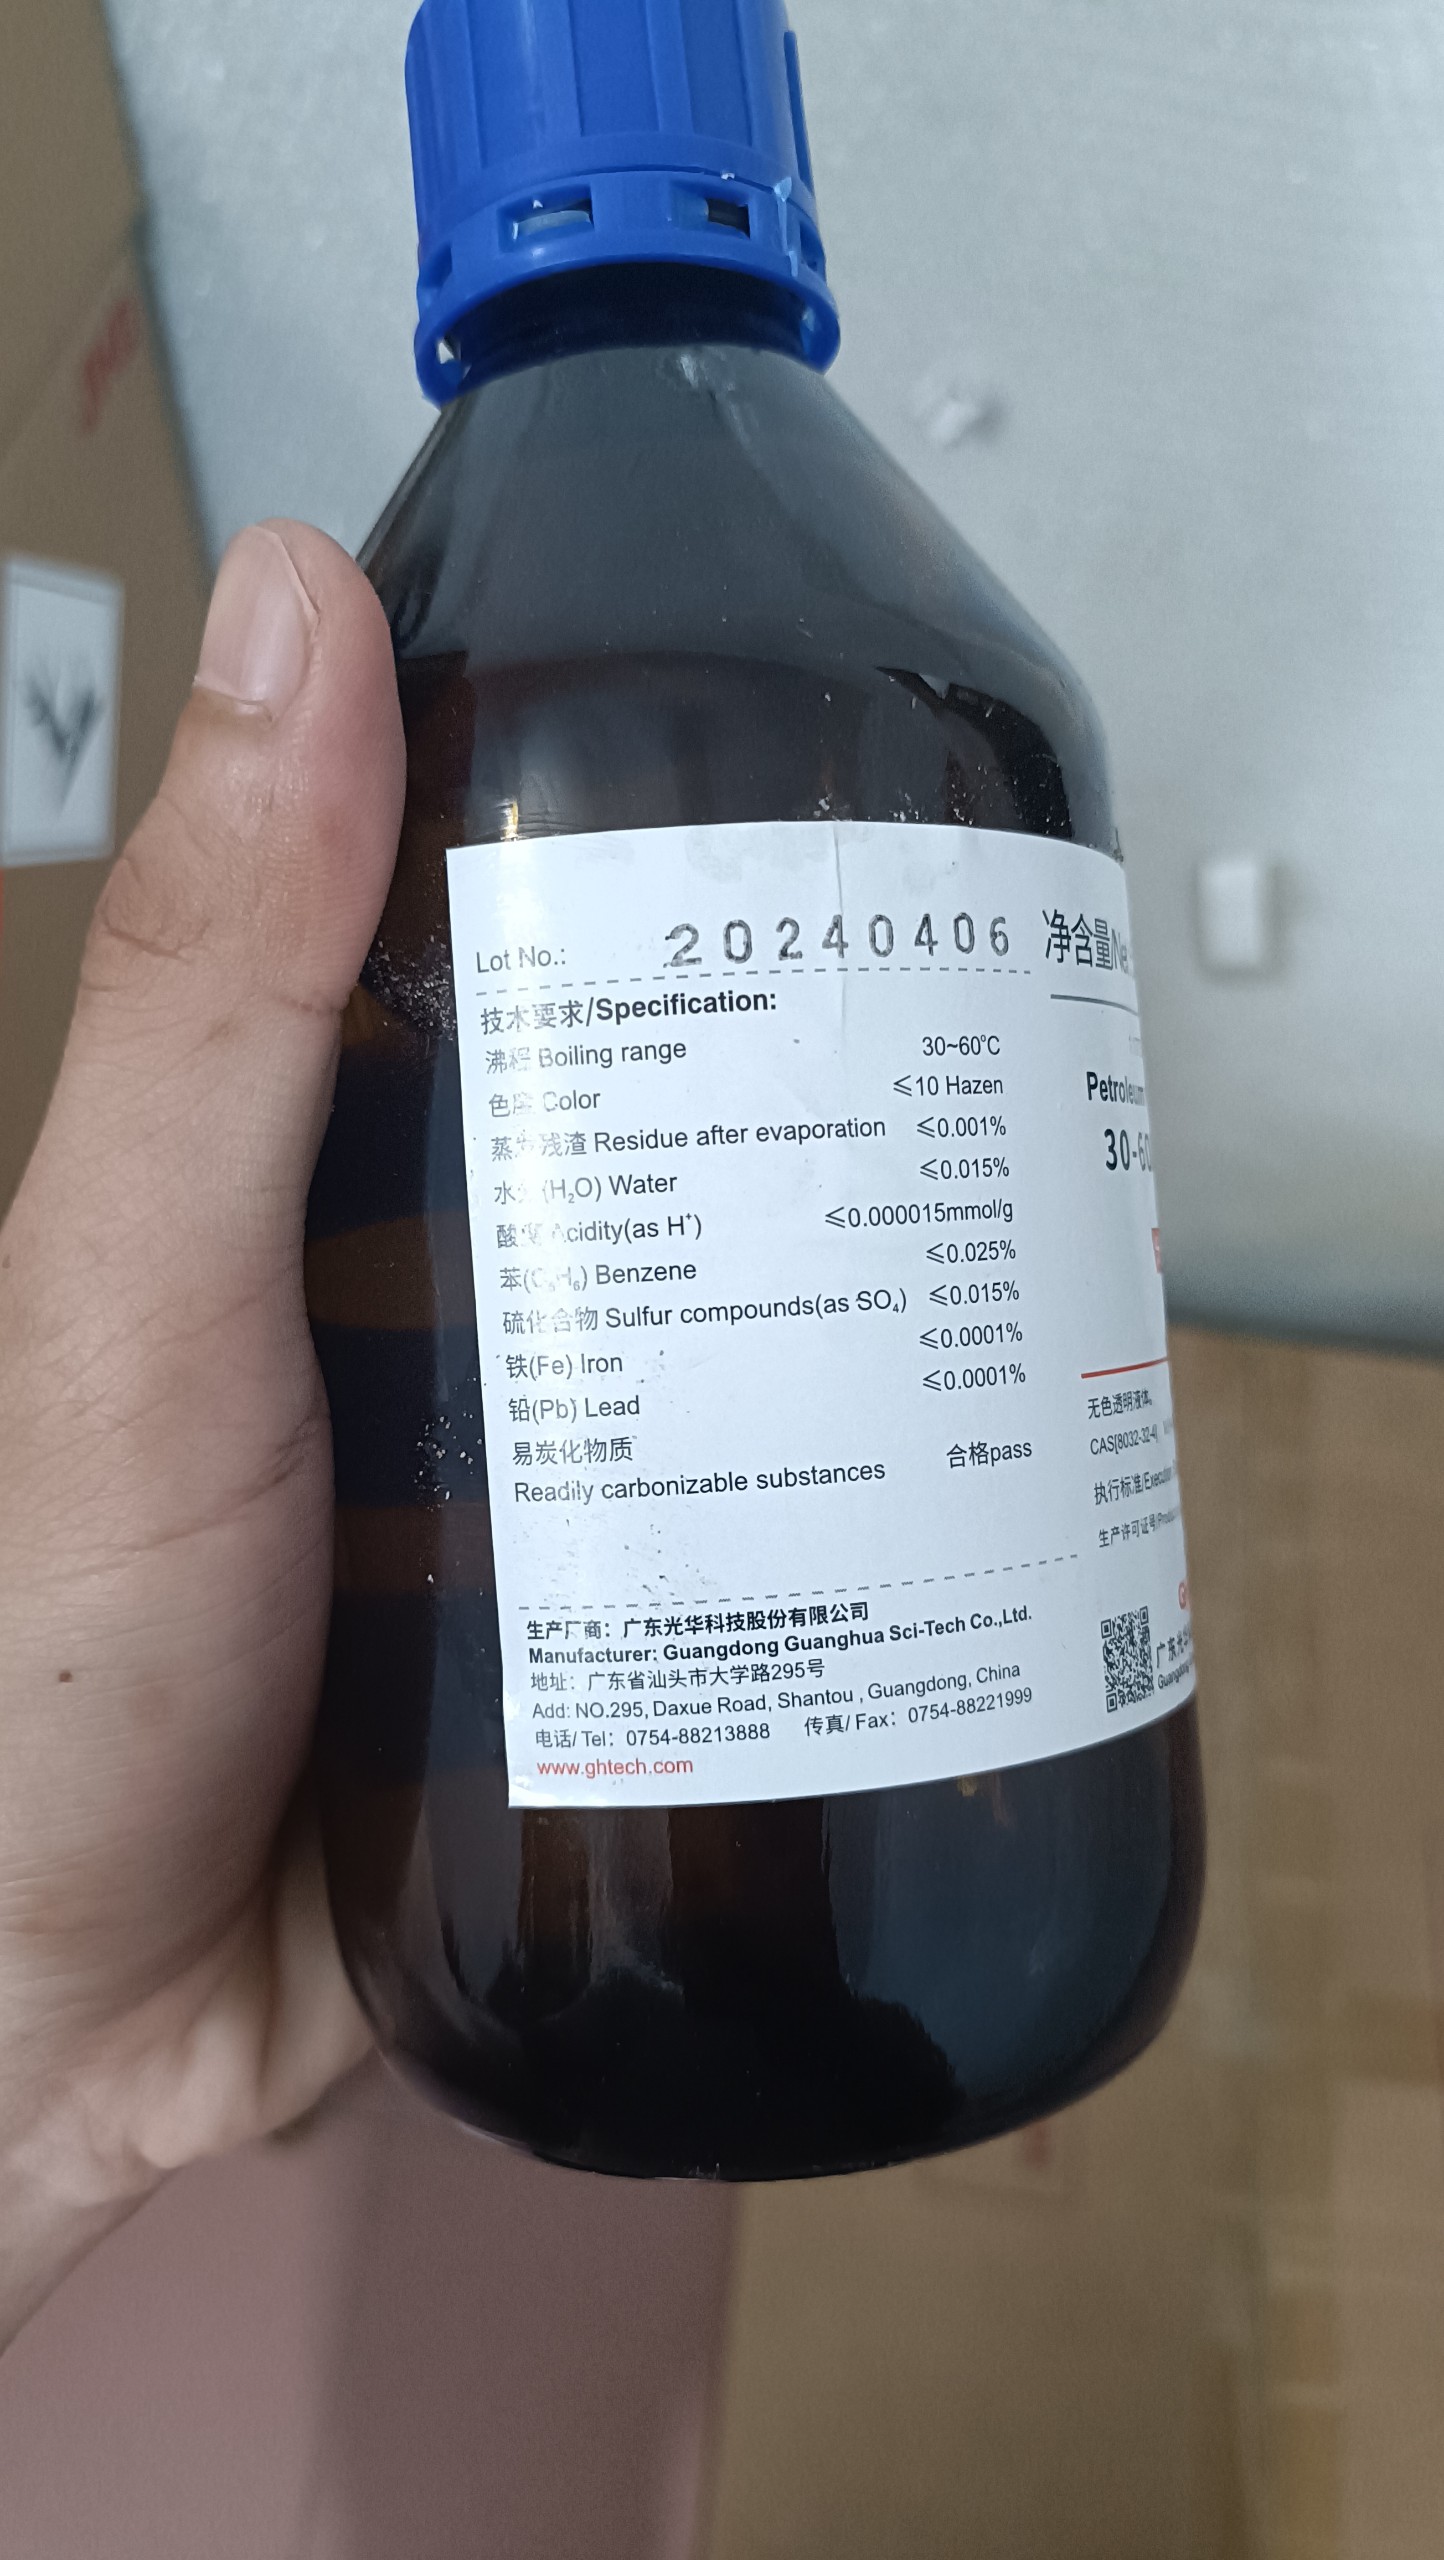 Lot No.: 20240406
技术要求/Specification:
沸程 Boiling range 30~60℃
色度 Color ≤10 Hazen
蒸发残渣 Residue after evaporation ≤0.001%
水分(H₂O) Water ≤0.015%
酸度 Acidity(as H⁺) ≤0.000015mmol/g
苯(C₆H₆) Benzene ≤0.025%
硫化合物 Sulfur compounds(as SO₄) ≤0.015%
铁(Fe) Iron ≤0.0001%
铅(Pb) Lead ≤0.0001%
易炭化物质
Readily carbonizable substances 合格pass
生产厂商：广东光华科技股份有限公司
Manufacturer: Guangdong Guanghua Sci-Tech Co.,Ltd.
地址：广东省汕头市大学路295号
Add: NO.295, Daxue Road, Shantou , Guangdong, China
电话/ Tel：0754-88213888 传真/ Fax：0754-88221999
www.ghtech.com
净含量
Petroleum
30-60
无色透明液体。
CAS[8032-32-4]
执行标准/
生产许可证号